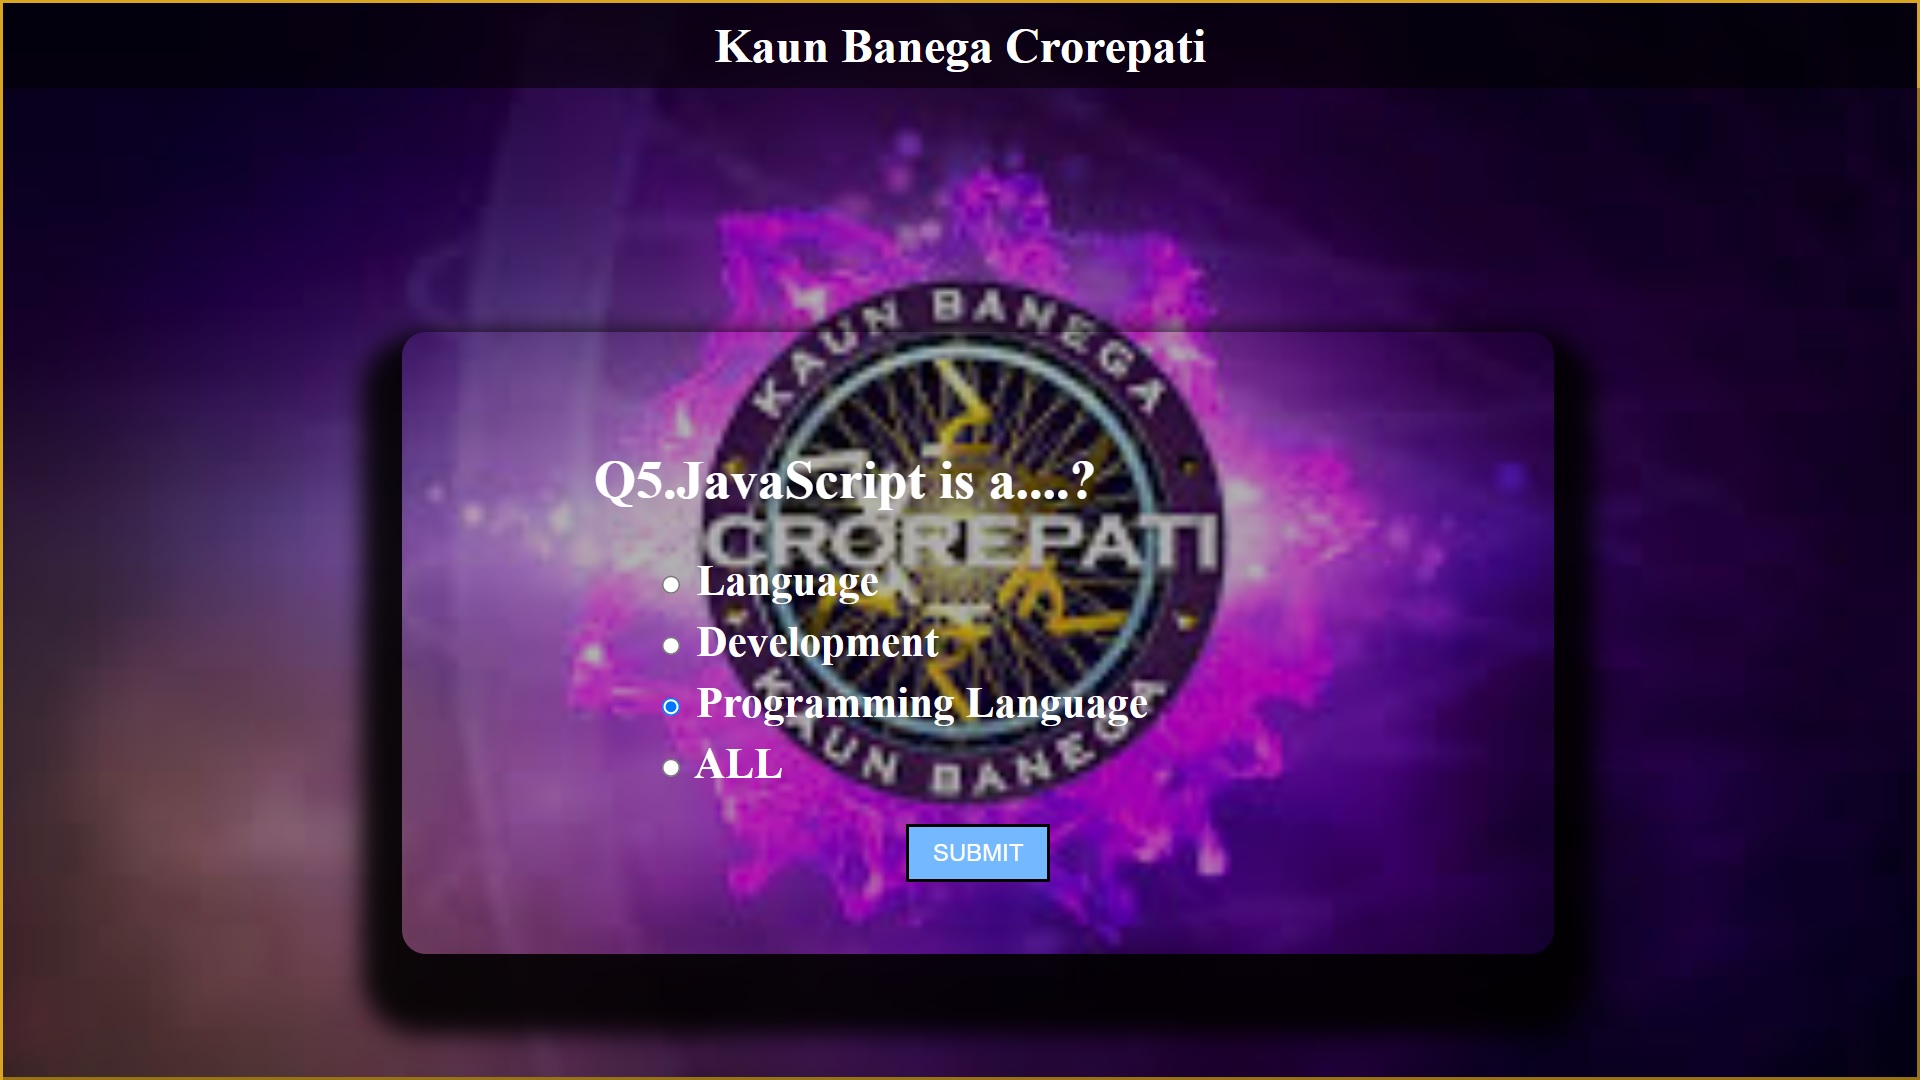 Kaun Banega Crorepati
KAUN BANEGA
Q5.JavaScript is a....?
CROREPATI
Language
Development
Programming Language
ALL
KAUN BANEGA
SUBMIT